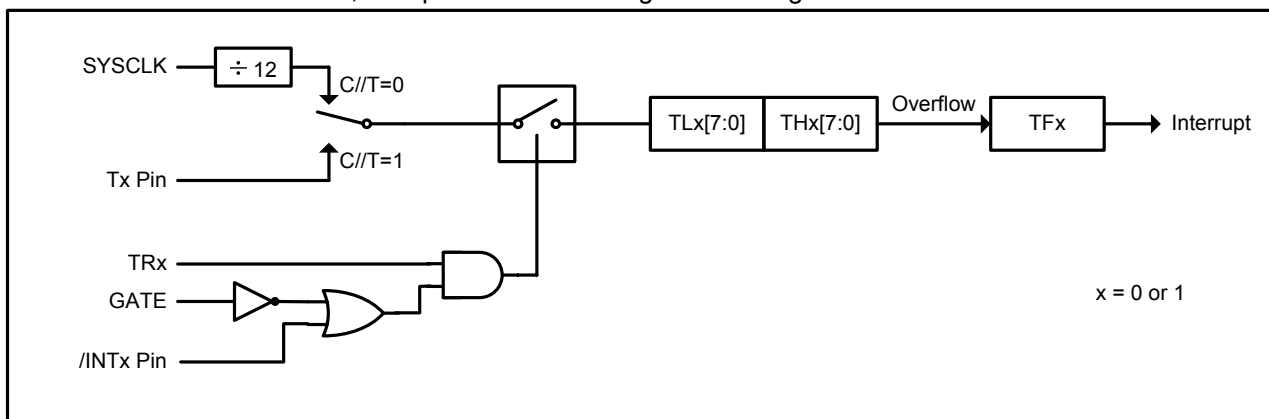 SYSCLK
÷ 12
C//T=0
C//T=1
Tx Pin
TLx[7:0]
THx[7:0]
Overflow
TFx
Interrupt
TRx
GATE
/INTx Pin
x = 0 or 1